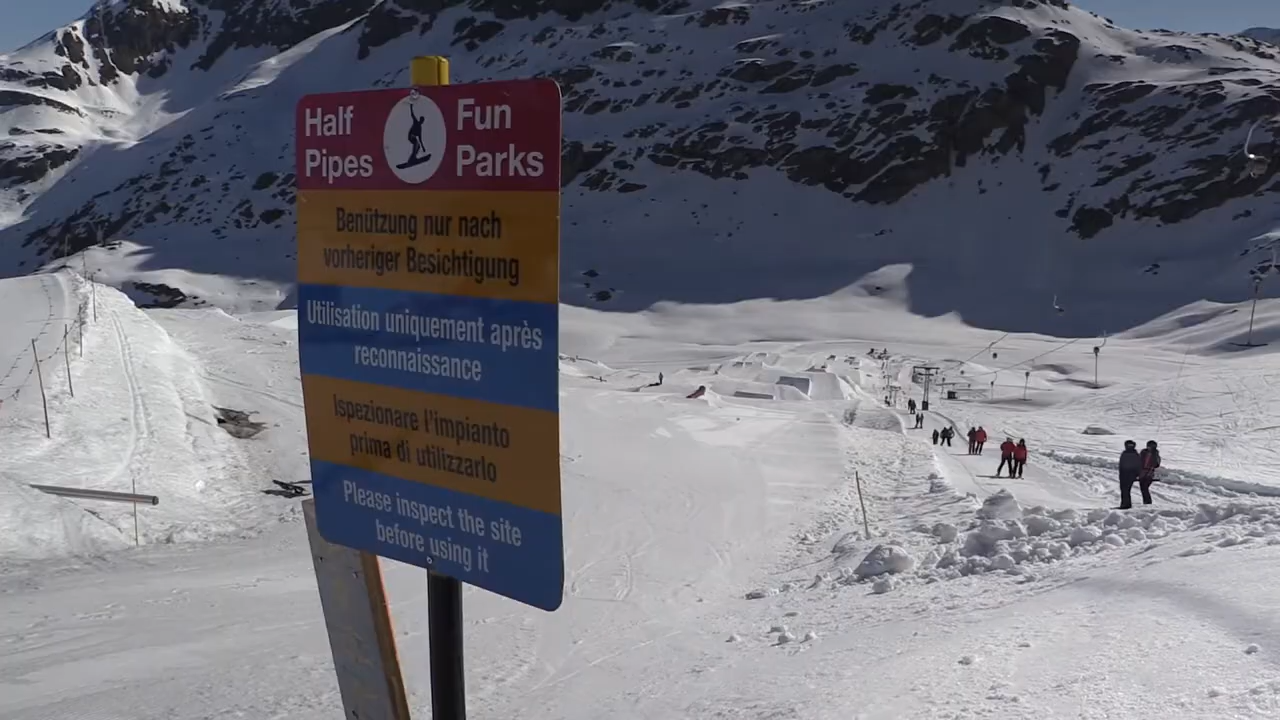 Half Fun
Pipes Parks
Benützung nur nach
vorheriger Besichtigung
Utilisation uniquement après
reconnaissance
Ispezionare l'impianto
prima di utilizzarlo
Please inspect the site
before using it